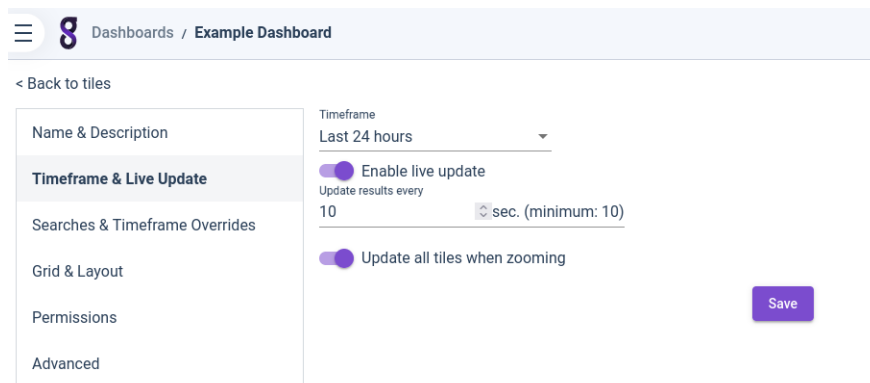 Dashboards / Example Dashboard
< Back to tiles
Name & Description
Timeframe & Live Update
Searches & Timeframe Overrides
Grid & Layout
Permissions
Advanced
Timeframe
Last 24 hours
Enable live update
Update results every
10 sec. (minimum: 10)
Update all tiles when zooming
Save